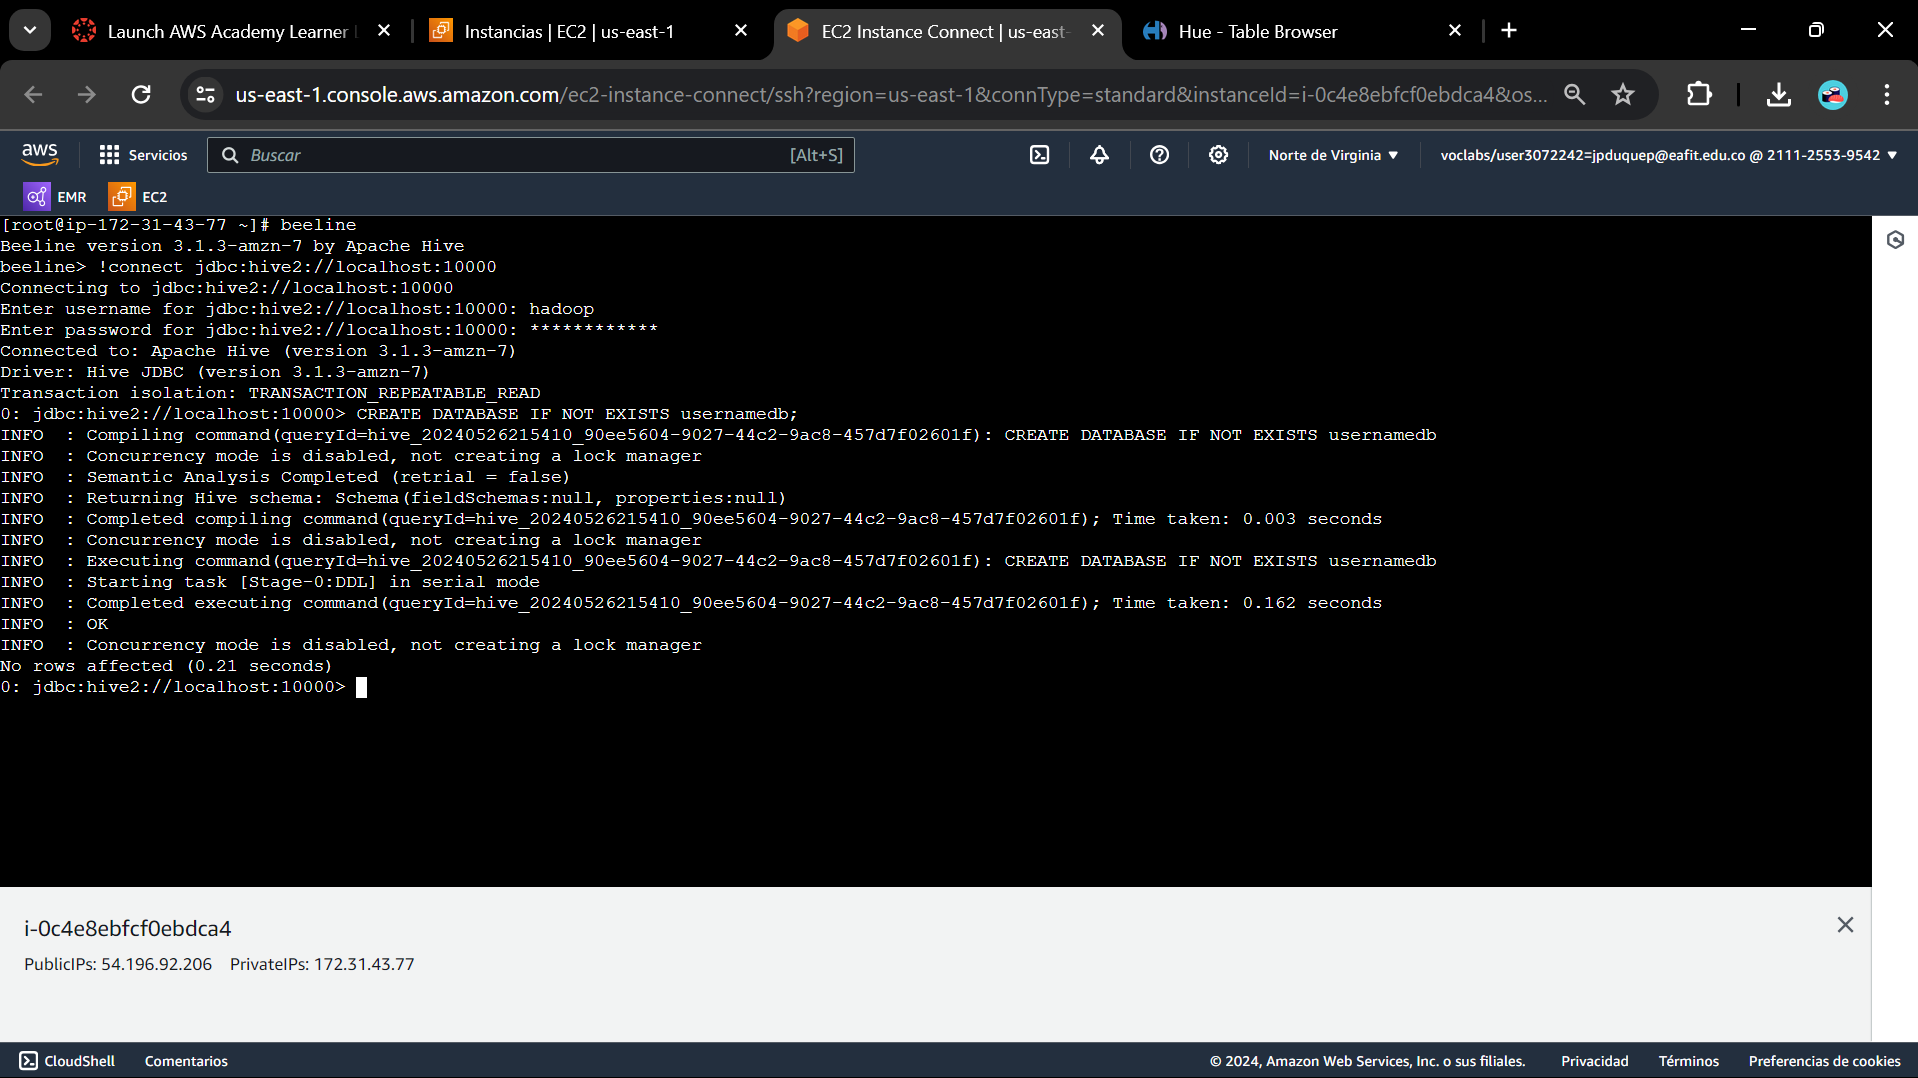 Launch AWS Academy Learner
Instancias | EC2 | us-east-1
EC2 Instance Connect | us-east-
Hue - Table Browser
us-east-1.console.aws.amazon.com/ec2-instance-connect/ssh?region=us-east-1&connType=standard&instanceId=i-0c4e8ebfcf0ebdca4&os...
aws
Servicios
Buscar
[Alt+S]
Norte de Virginia
voclabs/user3072242=jpduquep@eafit.edu.co @ 2111-2553-9542
EMR
EC2
[root@ip-172-31-43-77 ~]# beeline
Beeline version 3.1.3-amzn-7 by Apache Hive
beeline> !connect jdbc:hive2://localhost:10000
Connecting to jdbc:hive2://localhost:10000
Enter username for jdbc:hive2://localhost:10000: hadoop
Enter password for jdbc:hive2://localhost:10000: ************
Connected to: Apache Hive (version 3.1.3-amzn-7)
Driver: Hive JDBC (version 3.1.3-amzn-7)
Transaction isolation: TRANSACTION_REPEATABLE_READ
0: jdbc:hive2://localhost:10000> CREATE DATABASE IF NOT EXISTS usernamedb;
INFO  : Compiling command(queryId=hive_20240526215410_90ee5604-9027-44c2-9ac8-457d7f02601f): CREATE DATABASE IF NOT EXISTS usernamedb
INFO  : Concurrency mode is disabled, not creating a lock manager
INFO  : Semantic Analysis Completed (retrial = false)
INFO  : Returning Hive schema: Schema(fieldSchemas:null, properties:null)
INFO  : Completed compiling command(queryId=hive_20240526215410_90ee5604-9027-44c2-9ac8-457d7f02601f); Time taken: 0.003 seconds
INFO  : Concurrency mode is disabled, not creating a lock manager
INFO  : Executing command(queryId=hive_20240526215410_90ee5604-9027-44c2-9ac8-457d7f02601f): CREATE DATABASE IF NOT EXISTS usernamedb
INFO  : Starting task [Stage-0:DDL] in serial mode
INFO  : Completed executing command(queryId=hive_20240526215410_90ee5604-9027-44c2-9ac8-457d7f02601f); Time taken: 0.162 seconds
INFO  : OK
INFO  : Concurrency mode is disabled, not creating a lock manager
No rows affected (0.21 seconds)
0: jdbc:hive2://localhost:10000>
i-0c4e8ebfcf0ebdca4
PublicIPs: 54.196.92.206 PrivateIPs: 172.31.43.77
CloudShell
Comentarios
© 2024, Amazon Web Services, Inc. o sus filiales.
Privacidad
Términos
Preferencias de cookies